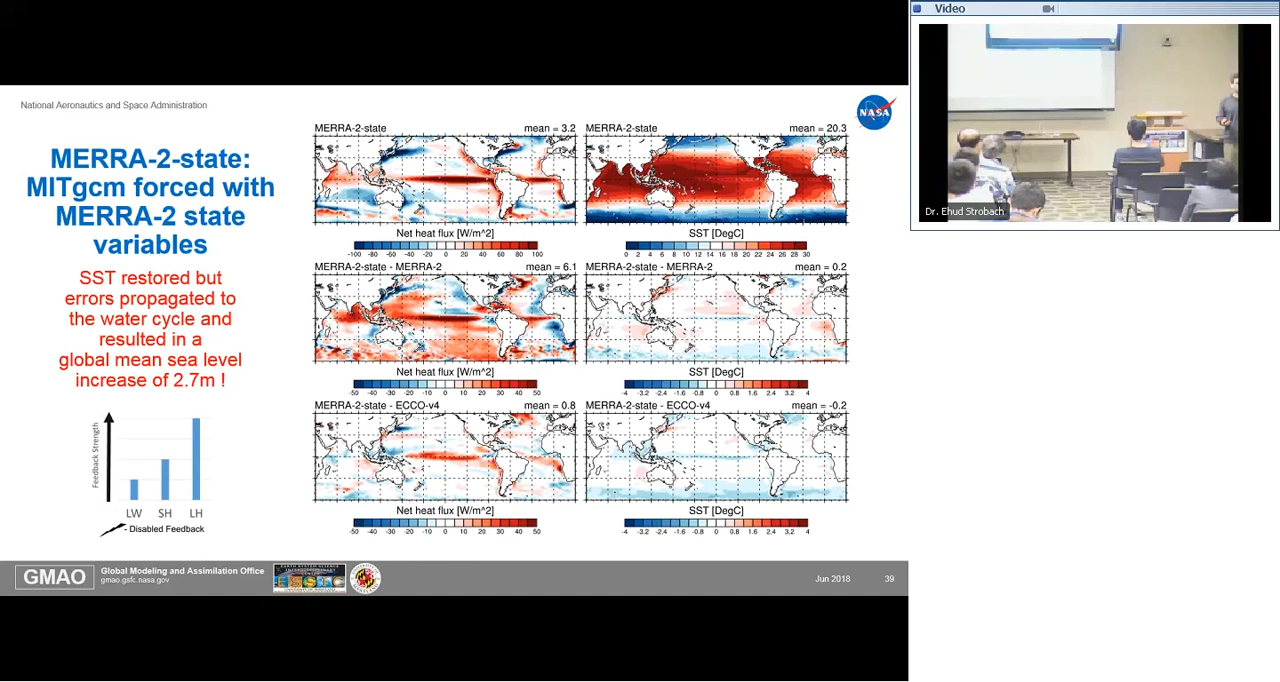 Video
Dr. Ehud Strobach
National Aeronautics and Space Administration
NASA
MERRA-2-state:
MITgcm forced with
MERRA-2 state
variables
SST restored but
errors propagated to
the water cycle and
resulted in a
global mean sea level
increase of 2.7m !
Feedback Strength
LW SH LH
- Disabled Feedback
MERRA-2-state mean = 3.2
Net heat flux [W/m^2]
-100 -80 -60 -40 -20 0 20 40 60 80 100
MERRA-2-state mean = 20.3
SST [DegC]
0 2 4 6 8 10 12 14 16 18 20 22 24 26 28 30
MERRA-2-state - MERRA-2 mean = 6.1
Net heat flux [W/m^2]
-50 -40 -30 -20 -10 0 10 20 30 40 50
MERRA-2-state - MERRA-2 mean = 0.2
SST [DegC]
-4 -2.4 -1.6 -0.8 0 0.8 1.6 2.4 3.2 4
MERRA-2-state - ECCO-v4 mean = 0.8
Net heat flux [W/m^2]
-50 -40 -30 -20 -10 0 10 20 30 40 50
MERRA-2-state - ECCO-v4 mean = -0.2
SST [DegC]
-4 -2.4 -1.6 -0.8 0 0.8 1.6 2.4 3.2 4
GMAO
Global Modeling and Assimilation Office
gmao.gsfc.nasa.gov
Jun 2018 39